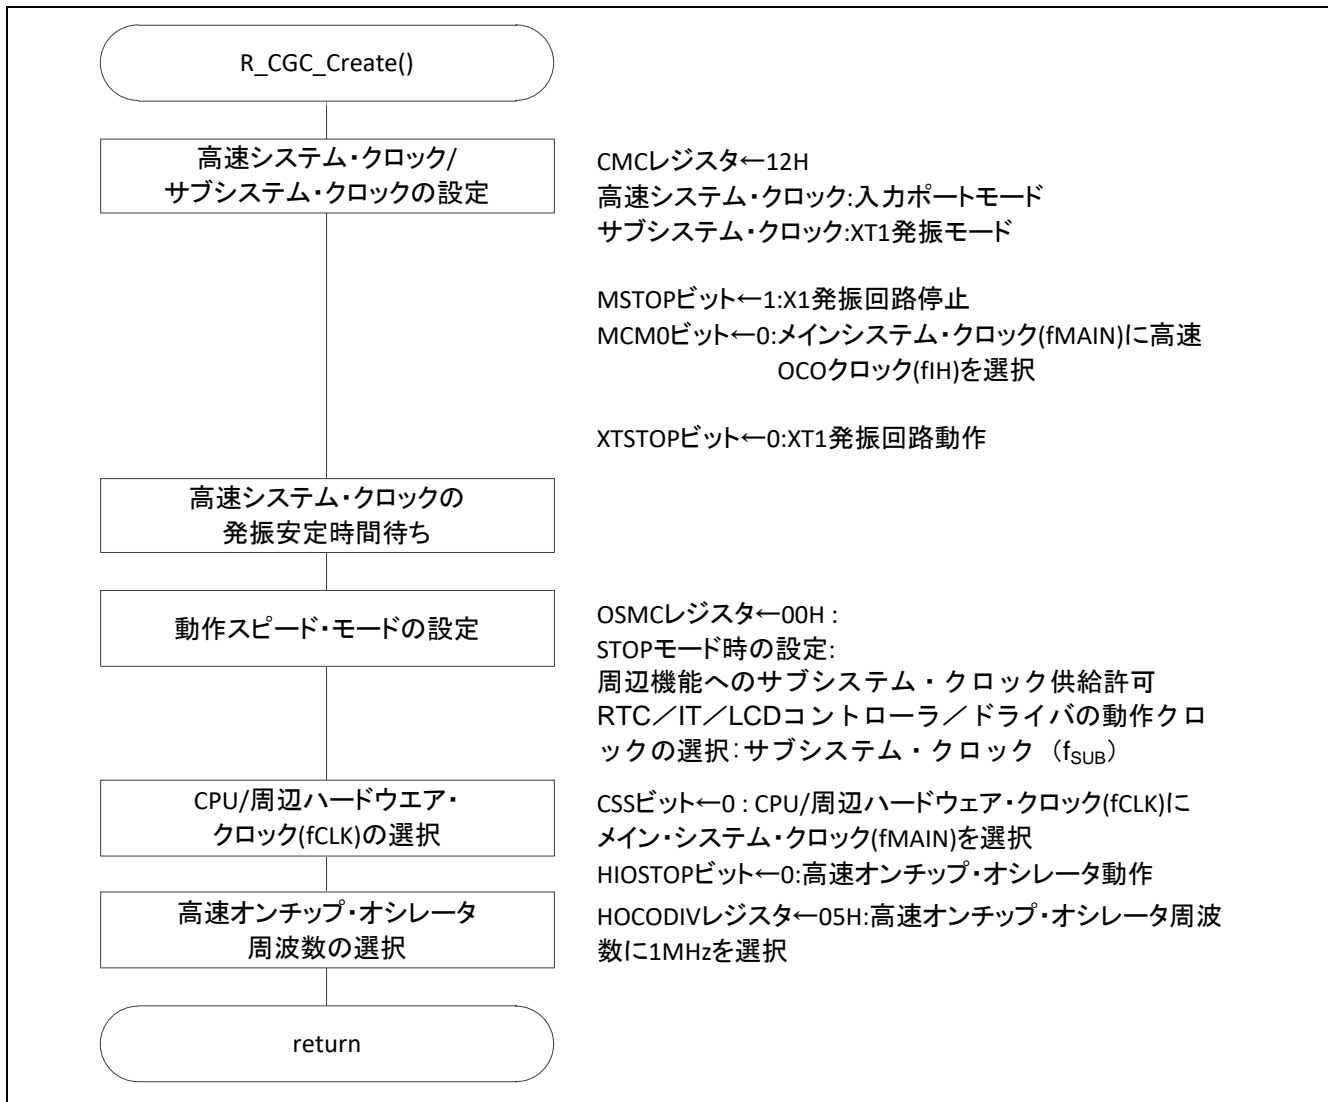 R_CGC_Create()
高速システム・クロック/
サブシステム・クロックの設定
CMCレジスタ←12H
高速システム・クロック:入力ポートモード
サブシステム・クロック:XT1発振モード
MSTOPビット←1:X1発振回路停止
MCM0ビット←0:メインシステム・クロック(fMAIN)に高速
OCOクロック(fIH)を選択
XTSTOPビット←0:XT1発振回路動作
高速システム・クロックの
発振安定時間待ち
動作スピード・モードの設定
OSMCレジスタ←00H :
STOPモード時の設定:
周辺機能へのサブシステム・クロック供給許可
RTC／IT／LCDコントローラ／ドライバの動作クロ
ックの選択:サブシステム・クロック（fSUB）
CPU/周辺ハードウエア・
クロック(fCLK)の選択
CSSビット←0 : CPU/周辺ハードウェア・クロック(fCLK)に
メイン・システム・クロック(fMAIN)を選択
HIOSTOPビット←0:高速オンチップ・オシレータ動作
高速オンチップ・オシレータ
周波数の選択
HOCODIVレジスタ←05H:高速オンチップ・オシレータ周波
数に1MHzを選択
return